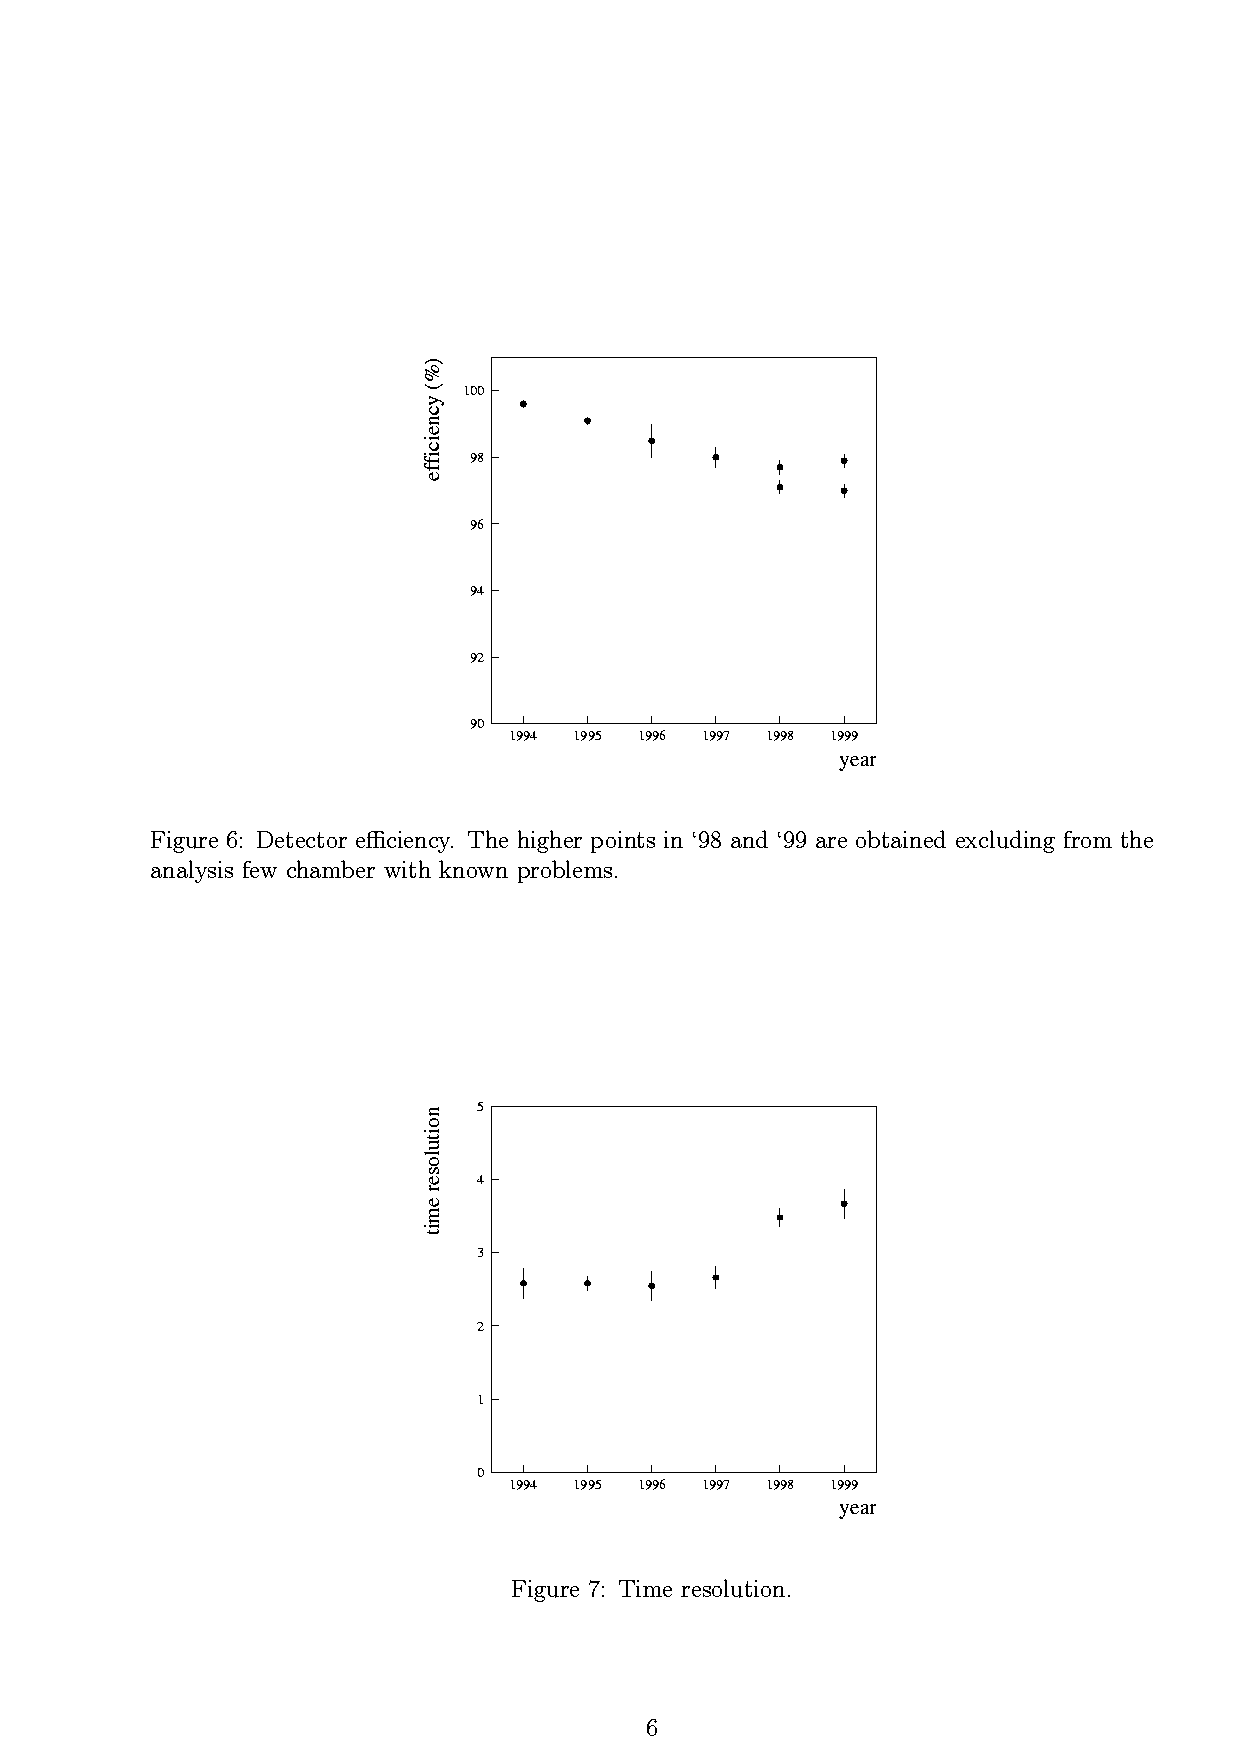 efficiency (%)
100
98
96
94
92
90
1994 1995 1996 1997 1998 1999
year
Figure 6: Detector efficiency. The higher points in ‘98 and ‘99 are obtained excluding from the
analysis few chamber with known problems.
time resolution
5
4
3
2
1
0
1994 1995 1996 1997 1998 1999
year
Figure 7: Time resolution.
6